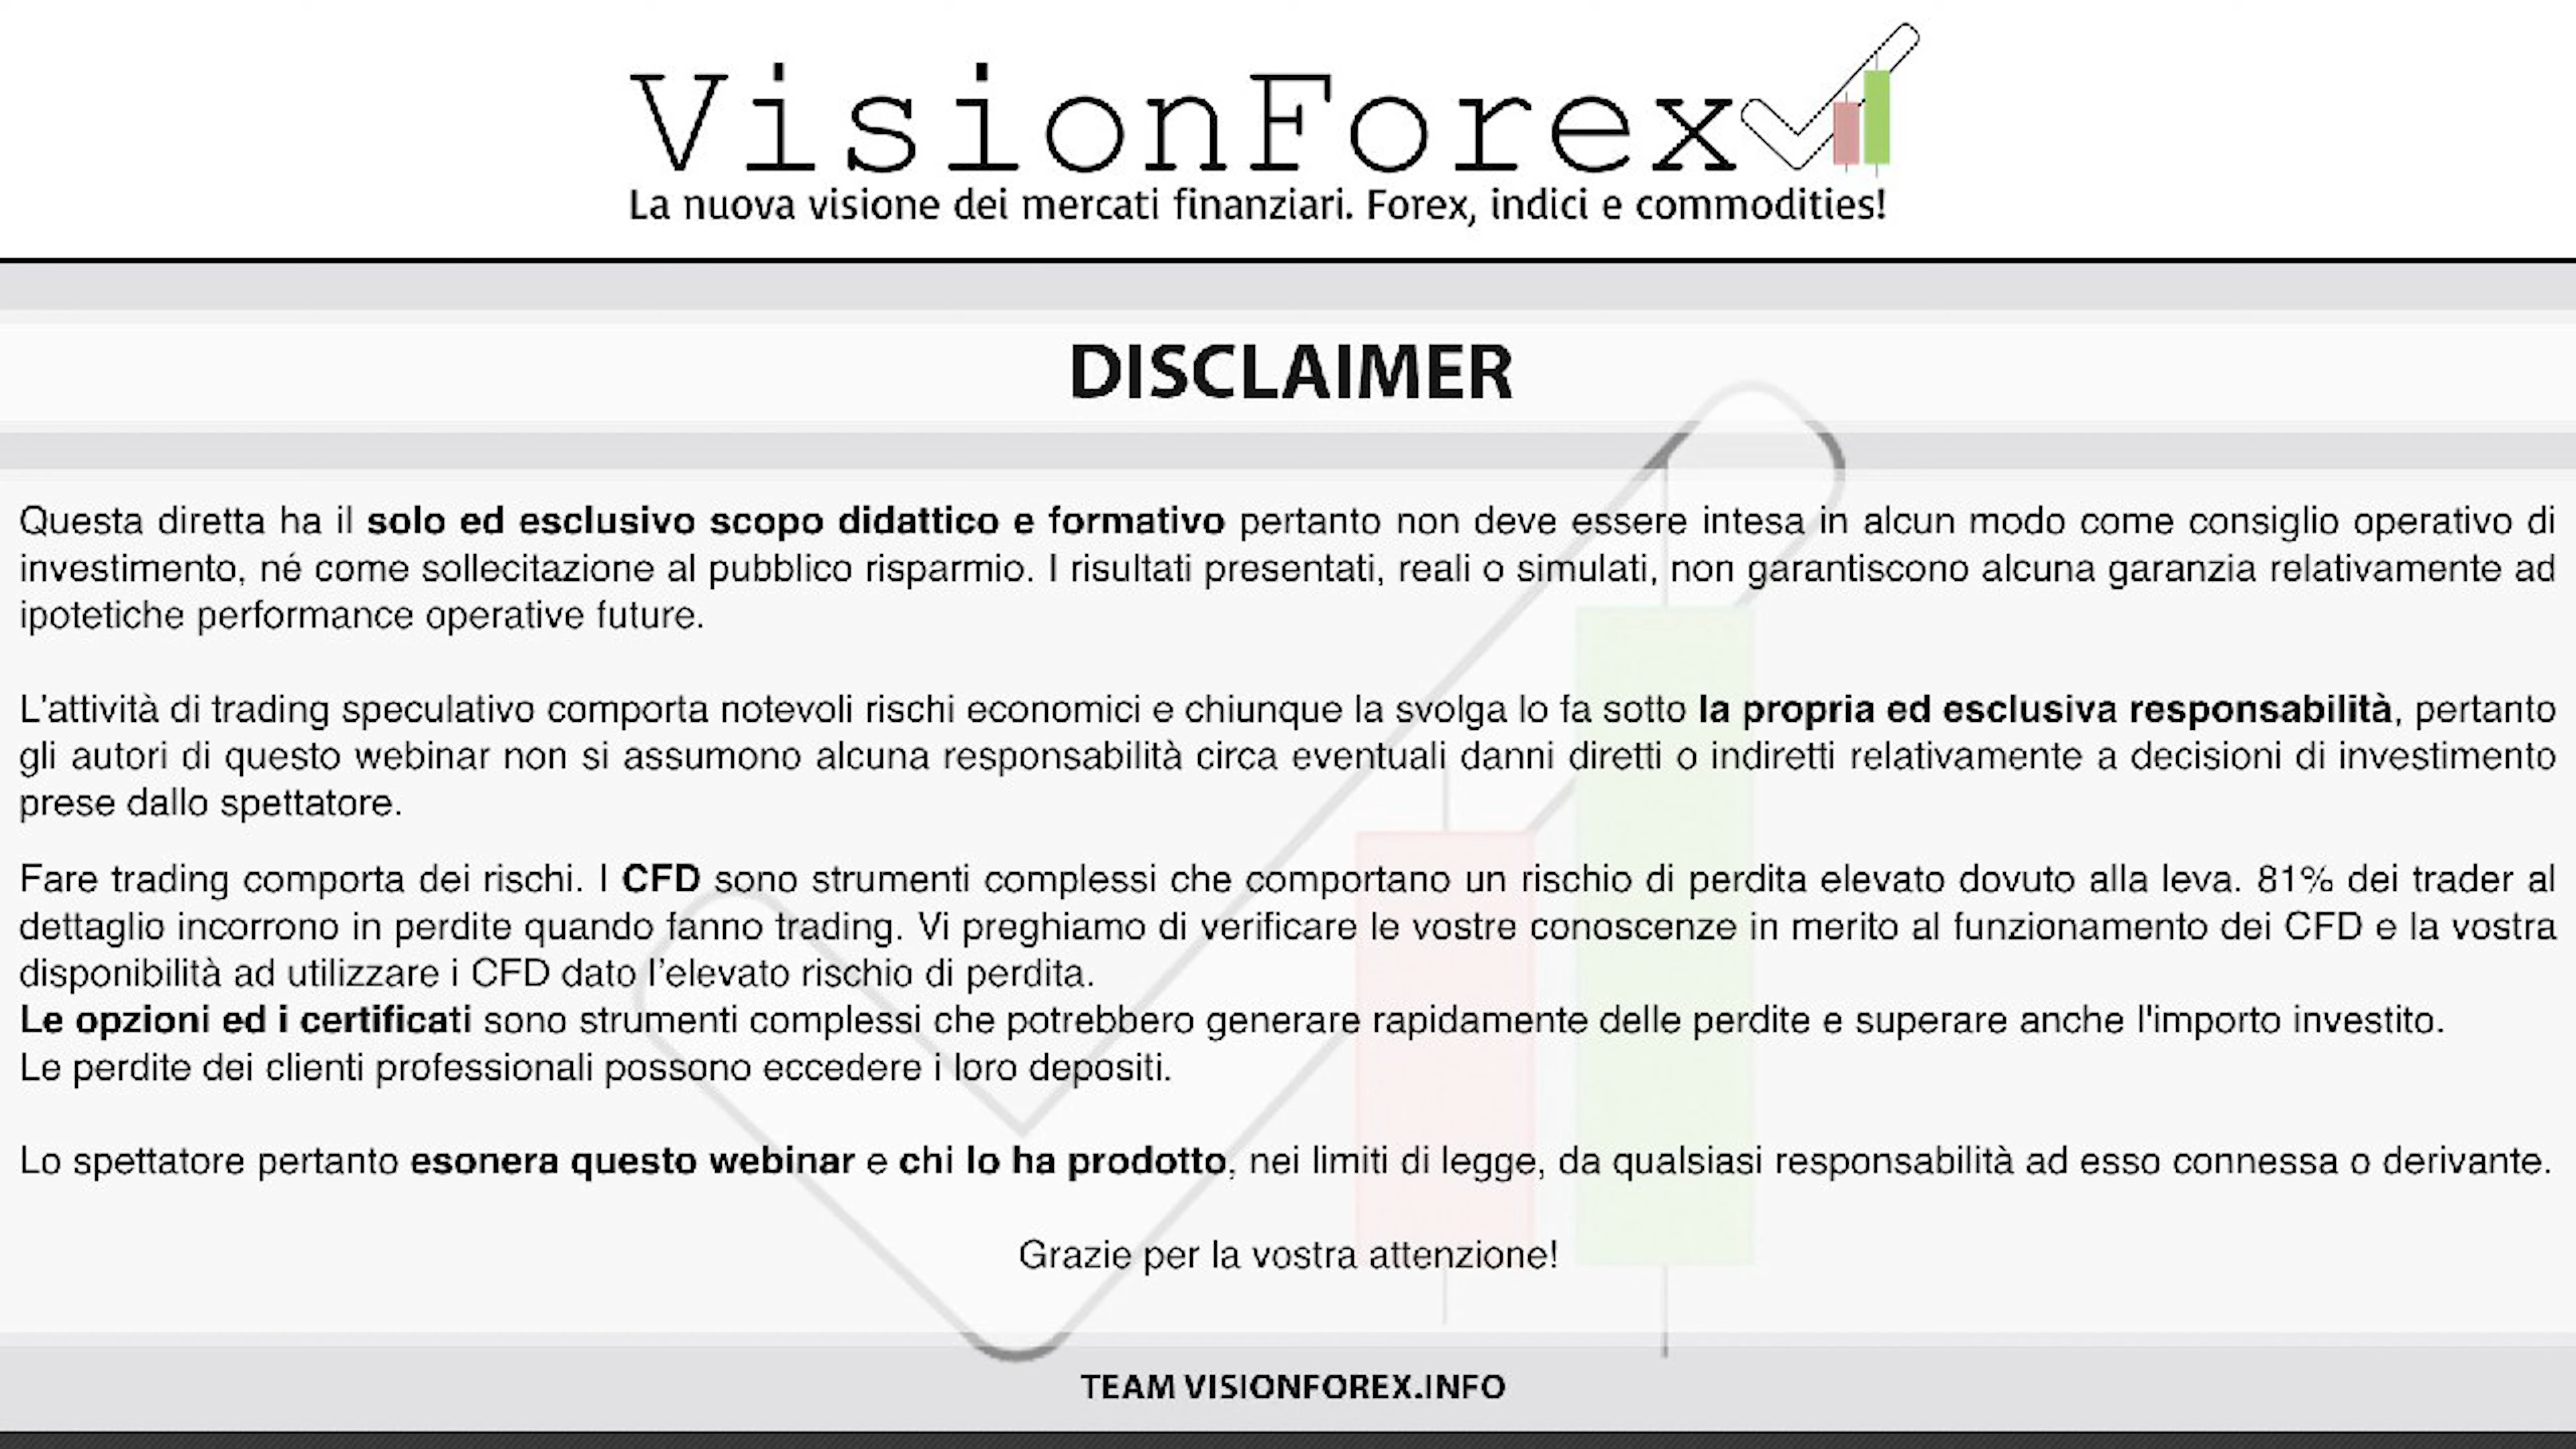 VisionForex
La nuova visione dei mercati finanziari. Forex, indici e commodities!
DISCLAIMER
Questa diretta ha il solo ed esclusivo scopo didattico e formativo pertanto non deve essere intesa in alcun modo come consiglio operativo di
investimento, né come sollecitazione al pubblico risparmio. I risultati presentati, reali o simulati, non garantiscono alcuna garanzia relativamente ad
ipotetiche performance operative future.
L'attività di trading speculativo comporta notevoli rischi economici e chiunque la svolga lo fa sotto la propria ed esclusiva responsabilità, pertanto
gli autori di questo webinar non si assumono alcuna responsabilità circa eventuali danni diretti o indiretti relativamente a decisioni di investimento
prese dallo spettatore.
Fare trading comporta dei rischi. I CFD sono strumenti complessi che comportano un rischio di perdita elevato dovuto alla leva. 81% dei trader al
dettaglio incorrono in perdite quando fanno trading. Vi preghiamo di verificare le vostre conoscenze in merito al funzionamento dei CFD e la vostra
disponibilità ad utilizzare i CFD dato l'elevato rischio di perdita.
Le opzioni ed i certificati sono strumenti complessi che potrebbero generare rapidamente delle perdite e superare anche l'importo investito.
Le perdite dei clienti professionali possono eccedere i loro depositi.
Lo spettatore pertanto esonera questo webinar e chi lo ha prodotto, nei limiti di legge, da qualsiasi responsabilità ad esso connessa o derivante.
Grazie per la vostra attenzione!
TEAM VISIONFOREX.INFO